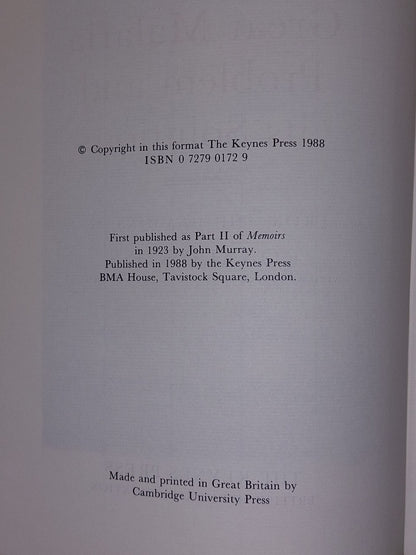 © Copyright in this format The Keynes Press 1988
ISBN 0 7279 0172 9
First published as Part II of Memoirs
in 1923 by John Murray.
Published in 1988 by the Keynes Press
BMA House, Tavistock Square, London.
Made and printed in Great Britain by
Cambridge University Press